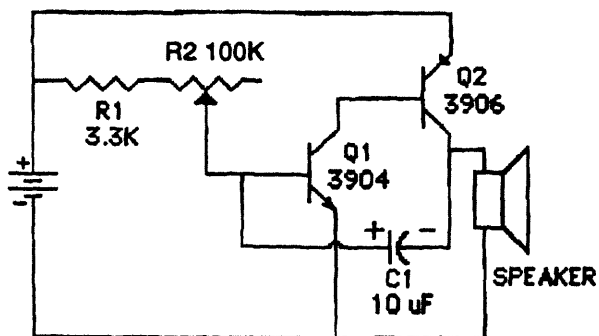 R2 100K
R1
3.3K
Q2
3906
Q1
3904
+
-
+ -
C1
10 uF
SPEAKER